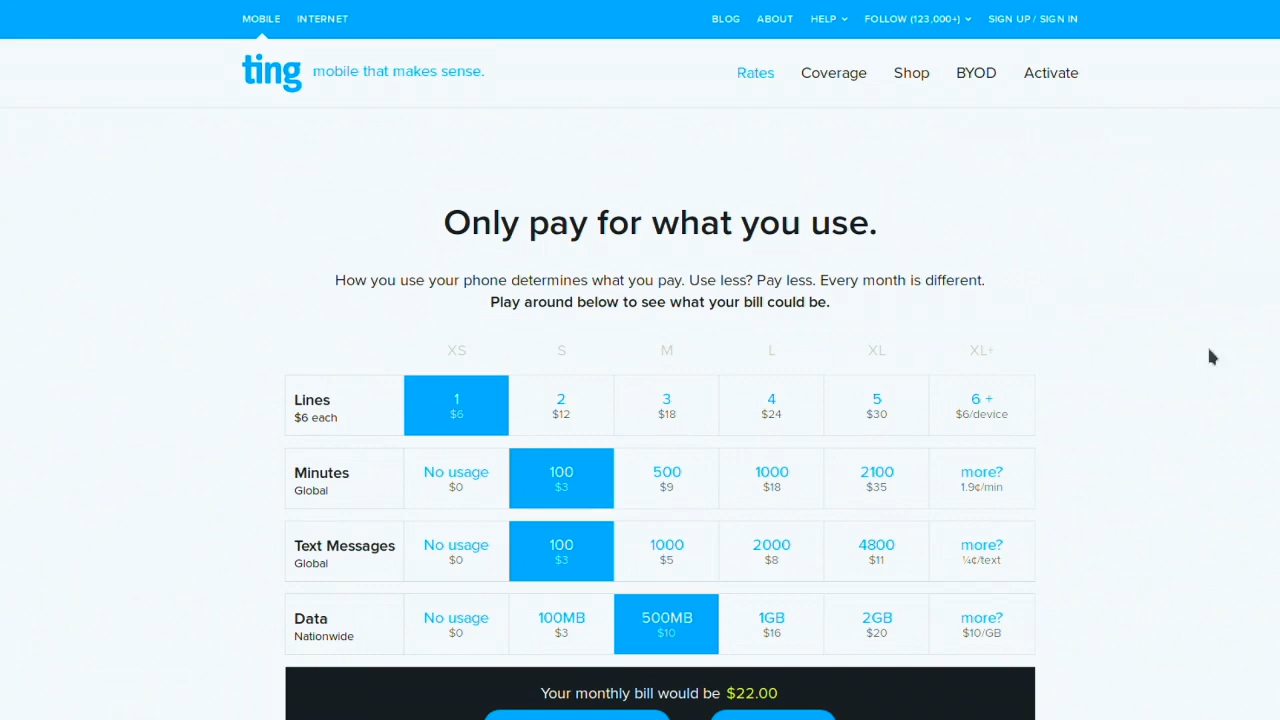 MOBILE INTERNET BLOG ABOUT HELP FOLLOW (123,000+) SIGN UP / SIGN IN
ting mobile that makes sense. Rates Coverage Shop BYOD Activate
Only pay for what you use.
How you use your phone determines what you pay. Use less? Pay less. Every month is different.
Play around below to see what your bill could be.
XS S M L XL XL+
Lines 1 2 3 4 5 6 +
$6 each $6 $12 $18 $24 $30 $6/device
Minutes No usage 100 500 1000 2100 more?
Global $0 $3 $9 $18 $35 1.9¢/min
Text Messages No usage 100 1000 2000 4800 more?
Global $0 $3 $5 $8 $11 ¼¢/text
Data No usage 100MB 500MB 1GB 2GB more?
Nationwide $0 $3 $10 $16 $20 $10/GB
Your monthly bill would be $22.00